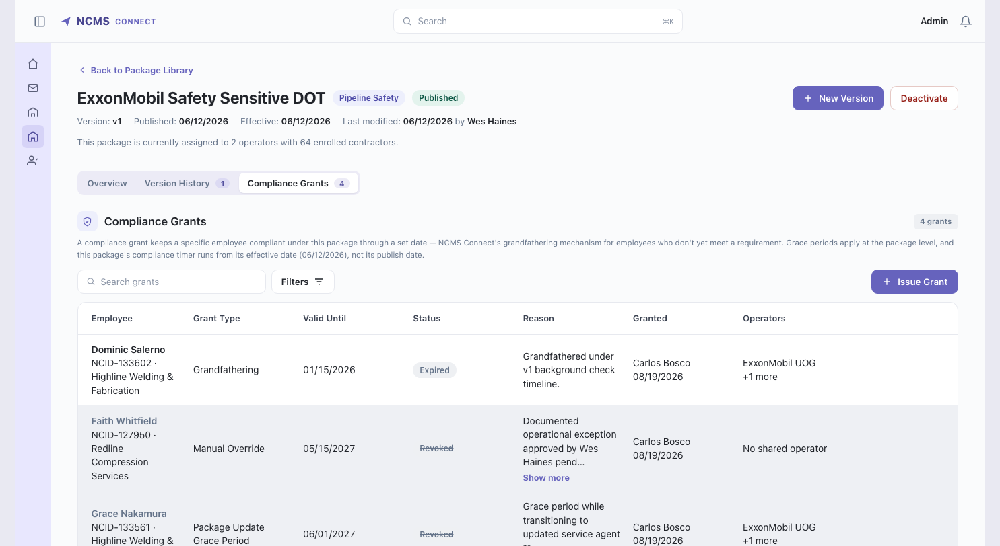 NCMS CONNECT
Search
⌘K
Admin
Back to Package Library
ExxonMobil Safety Sensitive DOT
Pipeline Safety
Published
New Version
Deactivate
Version: v1 Published: 06/12/2026 Effective: 06/12/2026 Last modified: 06/12/2026 by Wes Haines
This package is currently assigned to 2 operators with 64 enrolled contractors.
Overview
Version History 1
Compliance Grants 4
Compliance Grants
4 grants
A compliance grant keeps a specific employee compliant under this package through a set date — NCMS Connect's grandfathering mechanism for employees who don't yet meet a requirement. Grace periods apply at the package level, and
this package's compliance timer runs from its effective date (06/12/2026), not its publish date.
Search grants
Filters
Issue Grant
Employee Grant Type Valid Until Status Reason Granted Operators
Dominic Salerno
NCID-133602 ·
Highline Welding &
Fabrication
Grandfathering
01/15/2026
Expired
Grandfathered under
v1 background check
timeline.
Carlos Bosco
08/19/2026
ExxonMobil UOG
+1 more
Faith Whitfield
NCID-127950 ·
Redline
Compression
Services
Manual Override
05/15/2027
Revoked
Documented
operational exception
approved by Wes
Haines pend...
Show more
Carlos Bosco
08/19/2026
No shared operator
Grace Nakamura
NCID-133561 ·
Highline Welding &
Package Update
Grace Period
06/01/2027
Revoked
Grace period while
transitioning to
updated service agent
Carlos Bosco
08/19/2026
ExxonMobil UOG
+1 more